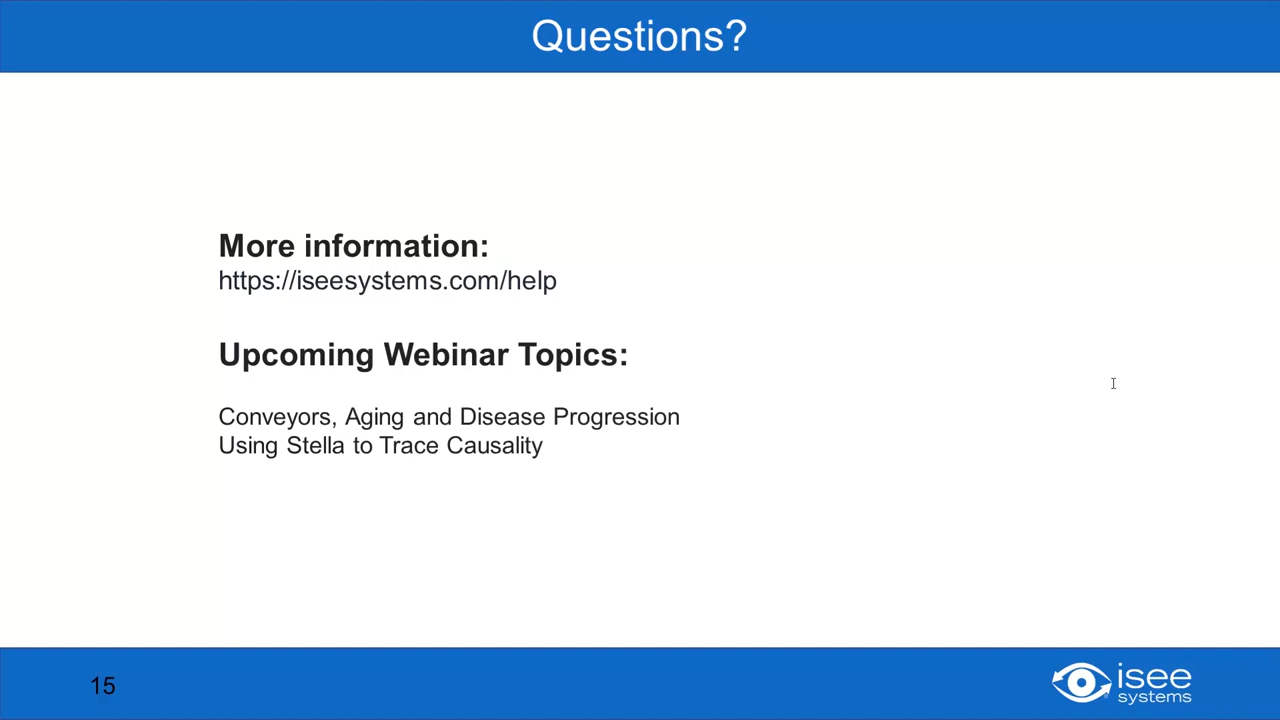 Questions?
More information:
https://iseesystems.com/help
Upcoming Webinar Topics:
Conveyors, Aging and Disease Progression
Using Stella to Trace Causality
15
isee
systems